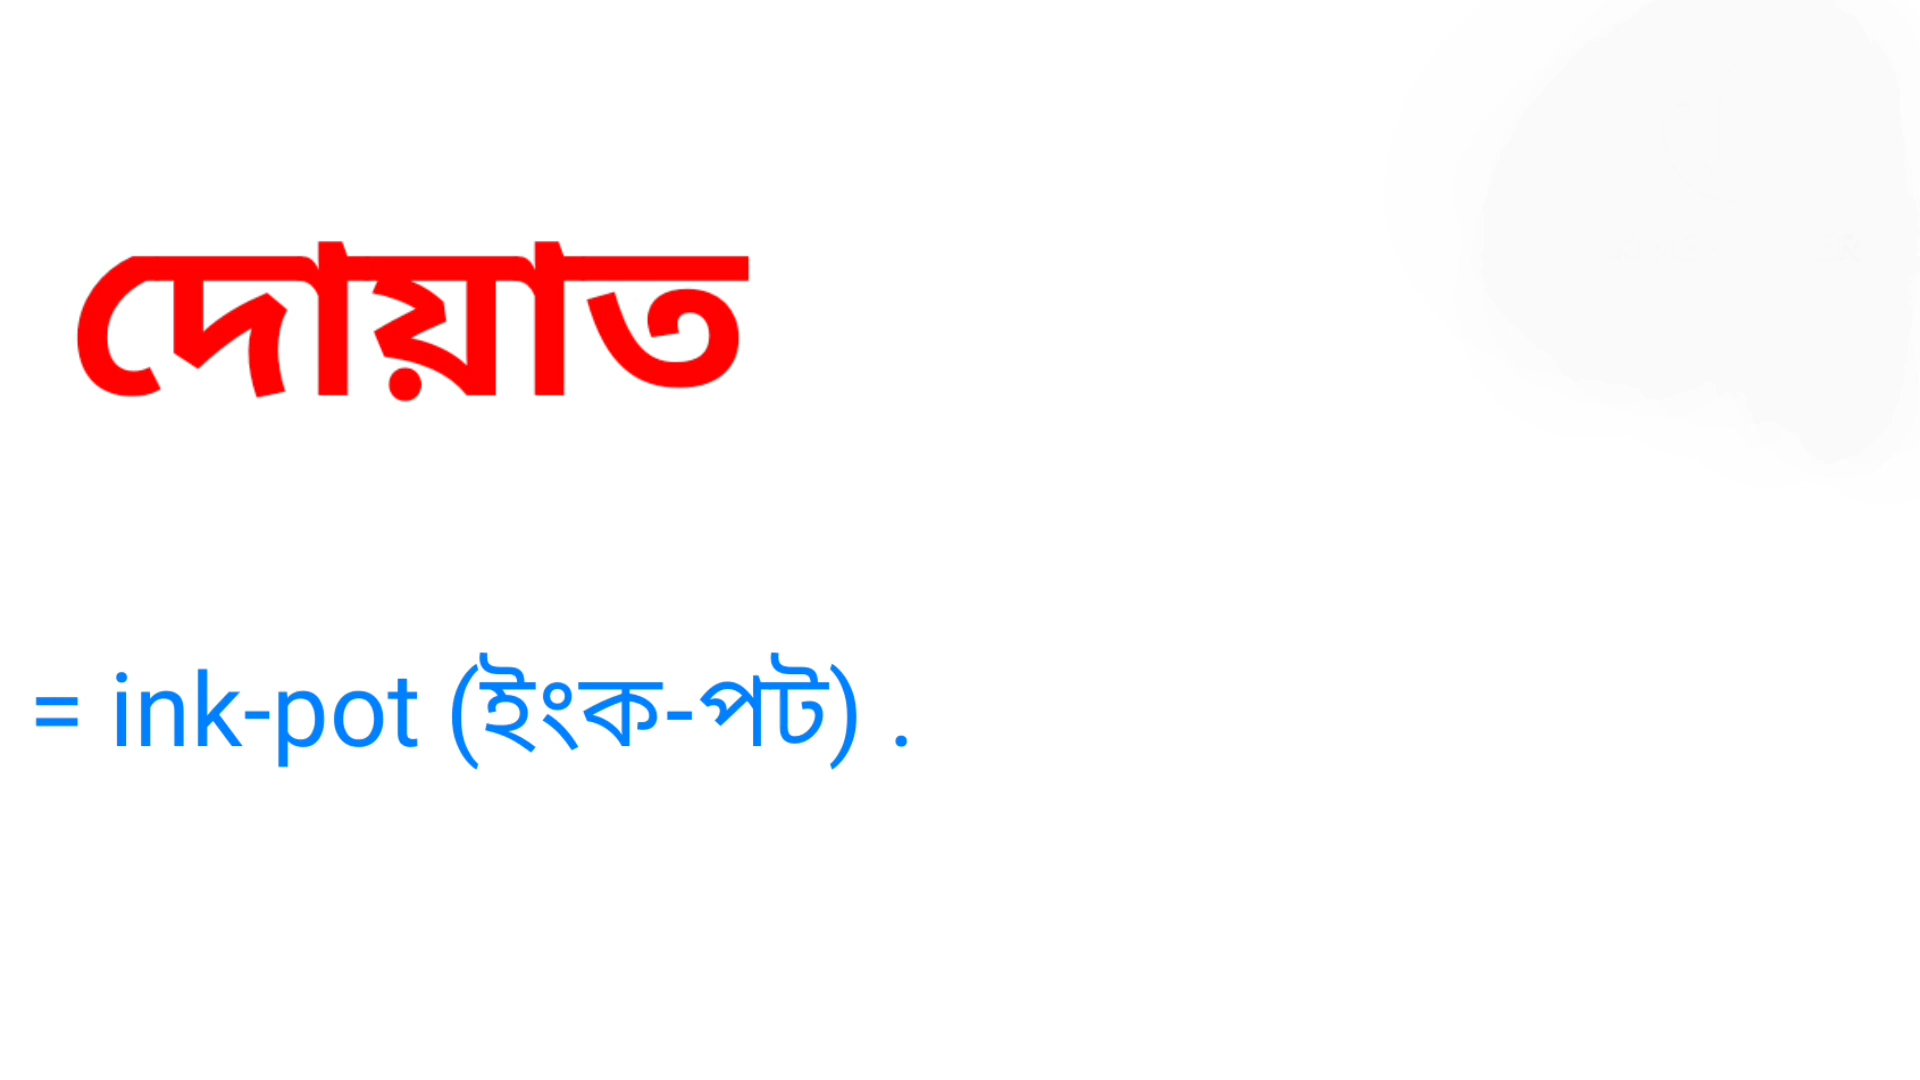 দোয়াত
= ink-pot (ইংক-পট) .